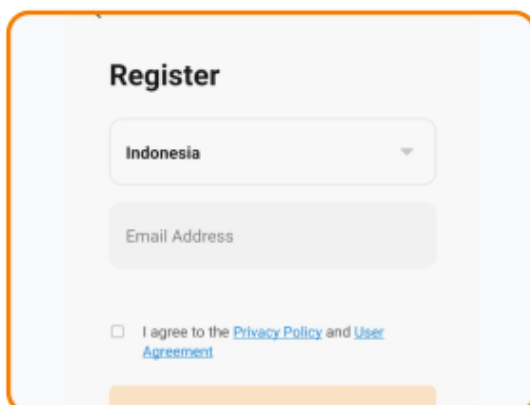 Register
Indonesia
Email Address
I agree to the Privacy Policy and User
Agreement